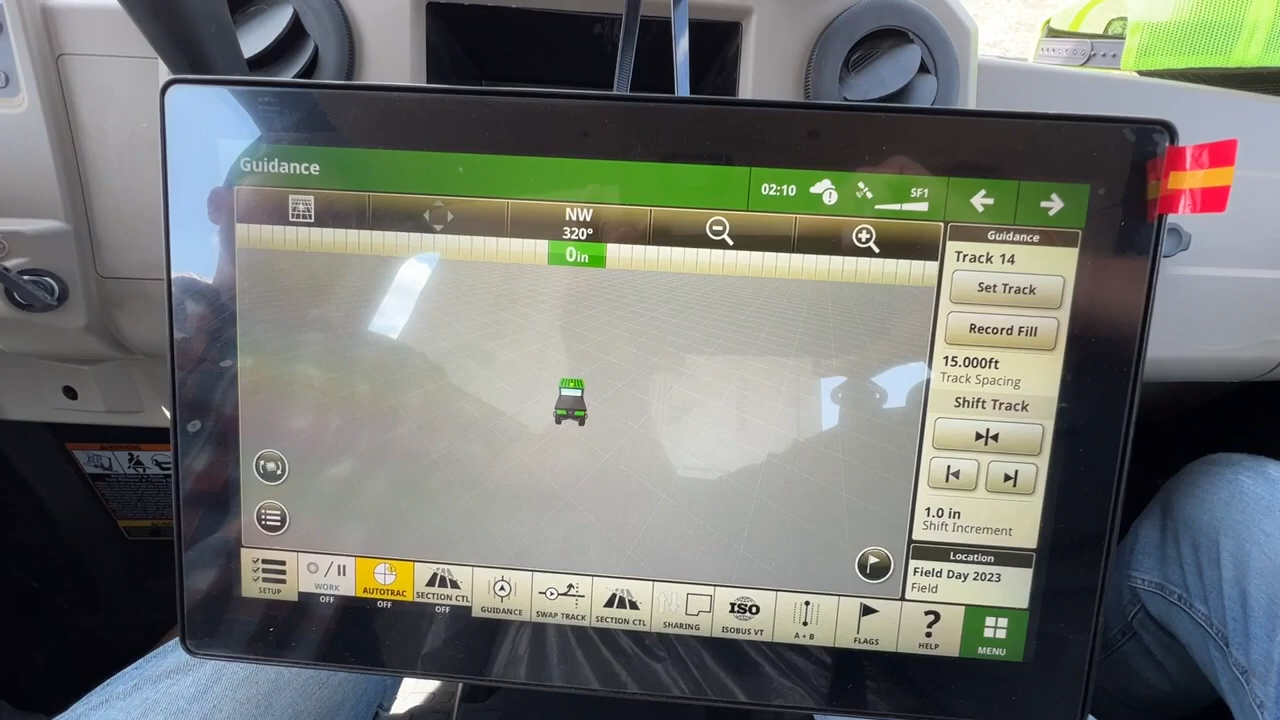 Guidance
02:10
SF1
NW
320°
0in
Guidance
Track 14
Set Track
Record Fill
15.000ft
Track Spacing
Shift Track
1.0 in
Shift Increment
Location
Field Day 2023
Field
SETUP
WORK
OFF
AUTOTRAC
OFF
SECTION CTL
OFF
GUIDANCE
SWAP TRACK
SECTION CTL
SHARING
ISO
ISOBUS VT
A + B
FLAGS
?
HELP
MENU